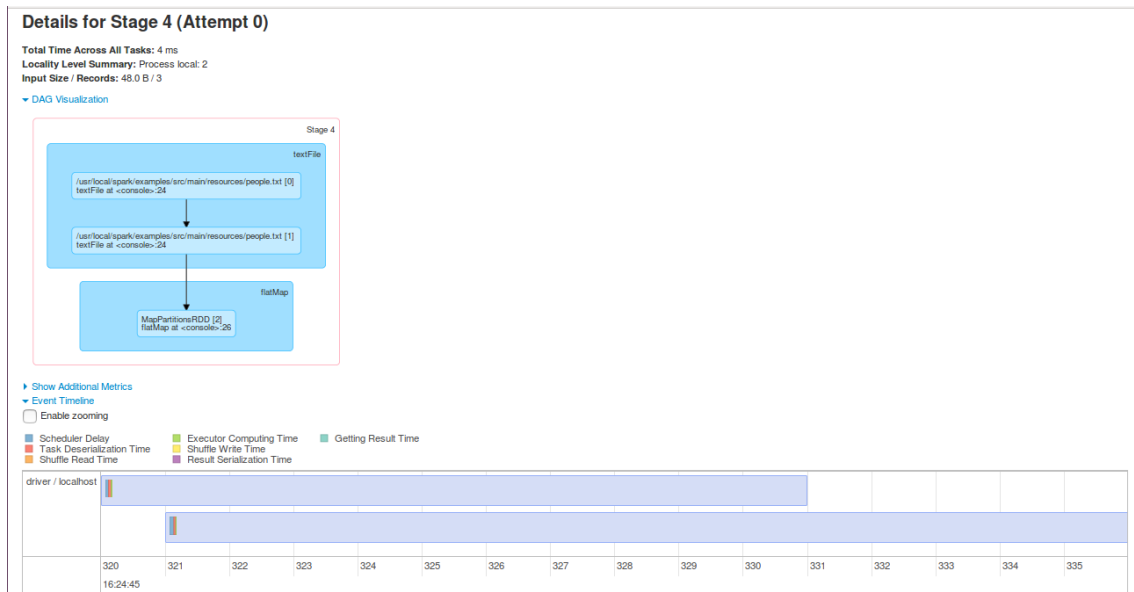 Details for Stage 4 (Attempt 0)
Total Time Across All Tasks: 4 ms
Locality Level Summary: Process local: 2
Input Size / Records: 48.0 B / 3
DAG Visualization
Stage 4
textFile
/usr/local/spark/examples/src/main/resources/people.txt [0]
textFile at <console>:24
/usr/local/spark/examples/src/main/resources/people.txt [1]
textFile at <console>:24
flatMap
MapPartitionsRDD [2]
flatMap at <console>:26
Show Additional Metrics
Event Timeline
Enable zooming
Scheduler Delay
Task Deserialization Time
Shuffle Read Time
Executor Computing Time
Shuffle Write Time
Result Serialization Time
Getting Result Time
driver / localhost
320 321 322 323 324 325 326 327 328 329 330 331 332 333 334 335
16:24:45